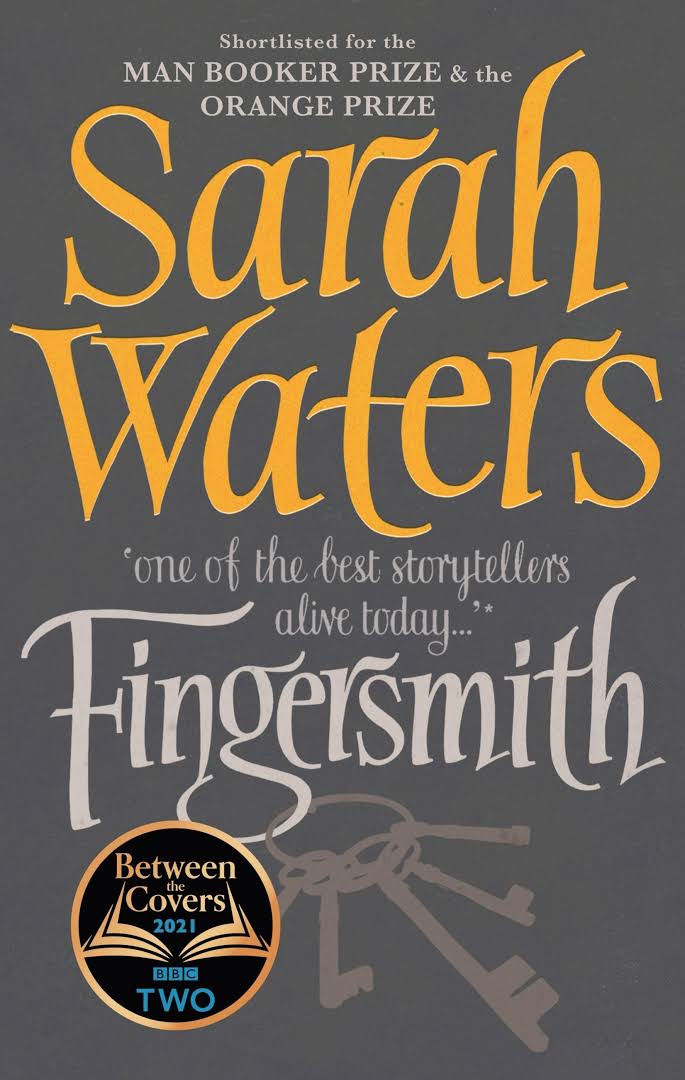 Shortlisted for the
MAN BOOKER PRIZE & the
ORANGE PRIZE
Sarah
Waters
‘one of the best storytellers
alive today...’*
Fingersmith
Between
the
Covers
2021
BBC
TWO